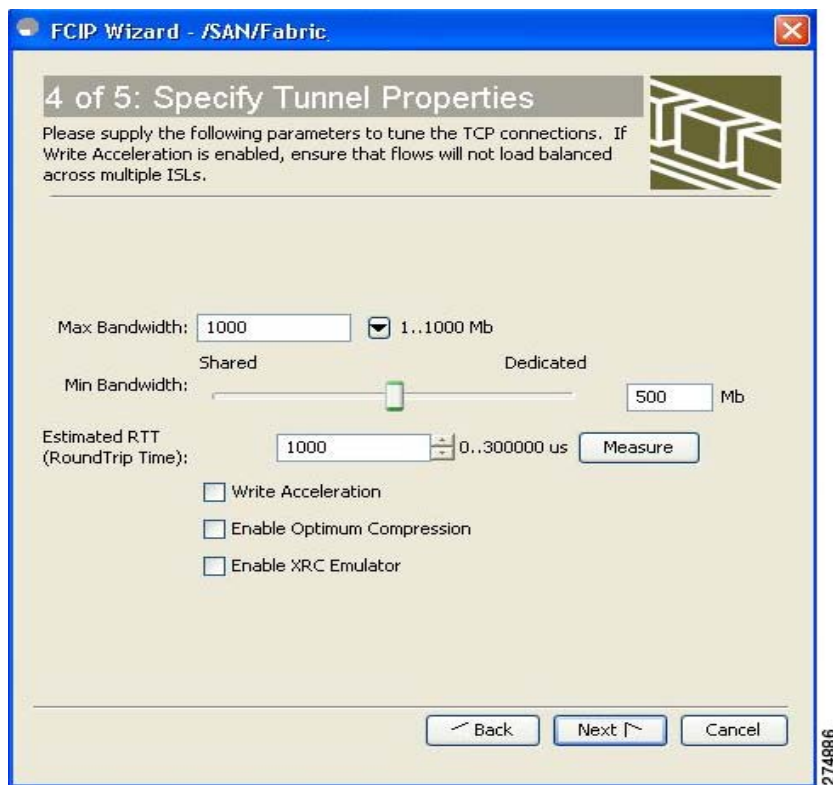 FCIP Wizard - /SAN/Fabric
4 of 5: Specify Tunnel Properties
Please supply the following parameters to tune the TCP connections. If
Write Acceleration is enabled, ensure that flows will not load balanced
across multiple ISLs.
Max Bandwidth: 1000 1..1000 Mb
Shared Dedicated
Min Bandwidth: 500 Mb
Estimated RTT
(RoundTrip Time): 1000 0..300000 us Measure
Write Acceleration
Enable Optimum Compression
Enable XRC Emulator
Back Next Cancel
274886